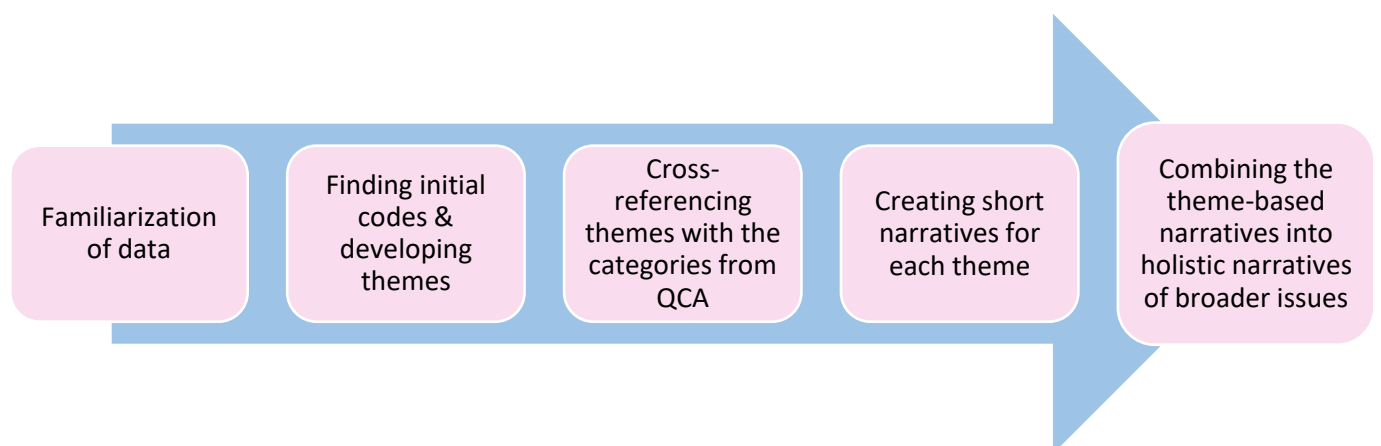 Familiarization
of data
Finding initial
codes &
developing
themes
Cross-
referencing
themes with the
categories from
QCA
Creating short
narratives for
each theme
Combining the
theme-based
narratives into
holistic narratives
of broader issues